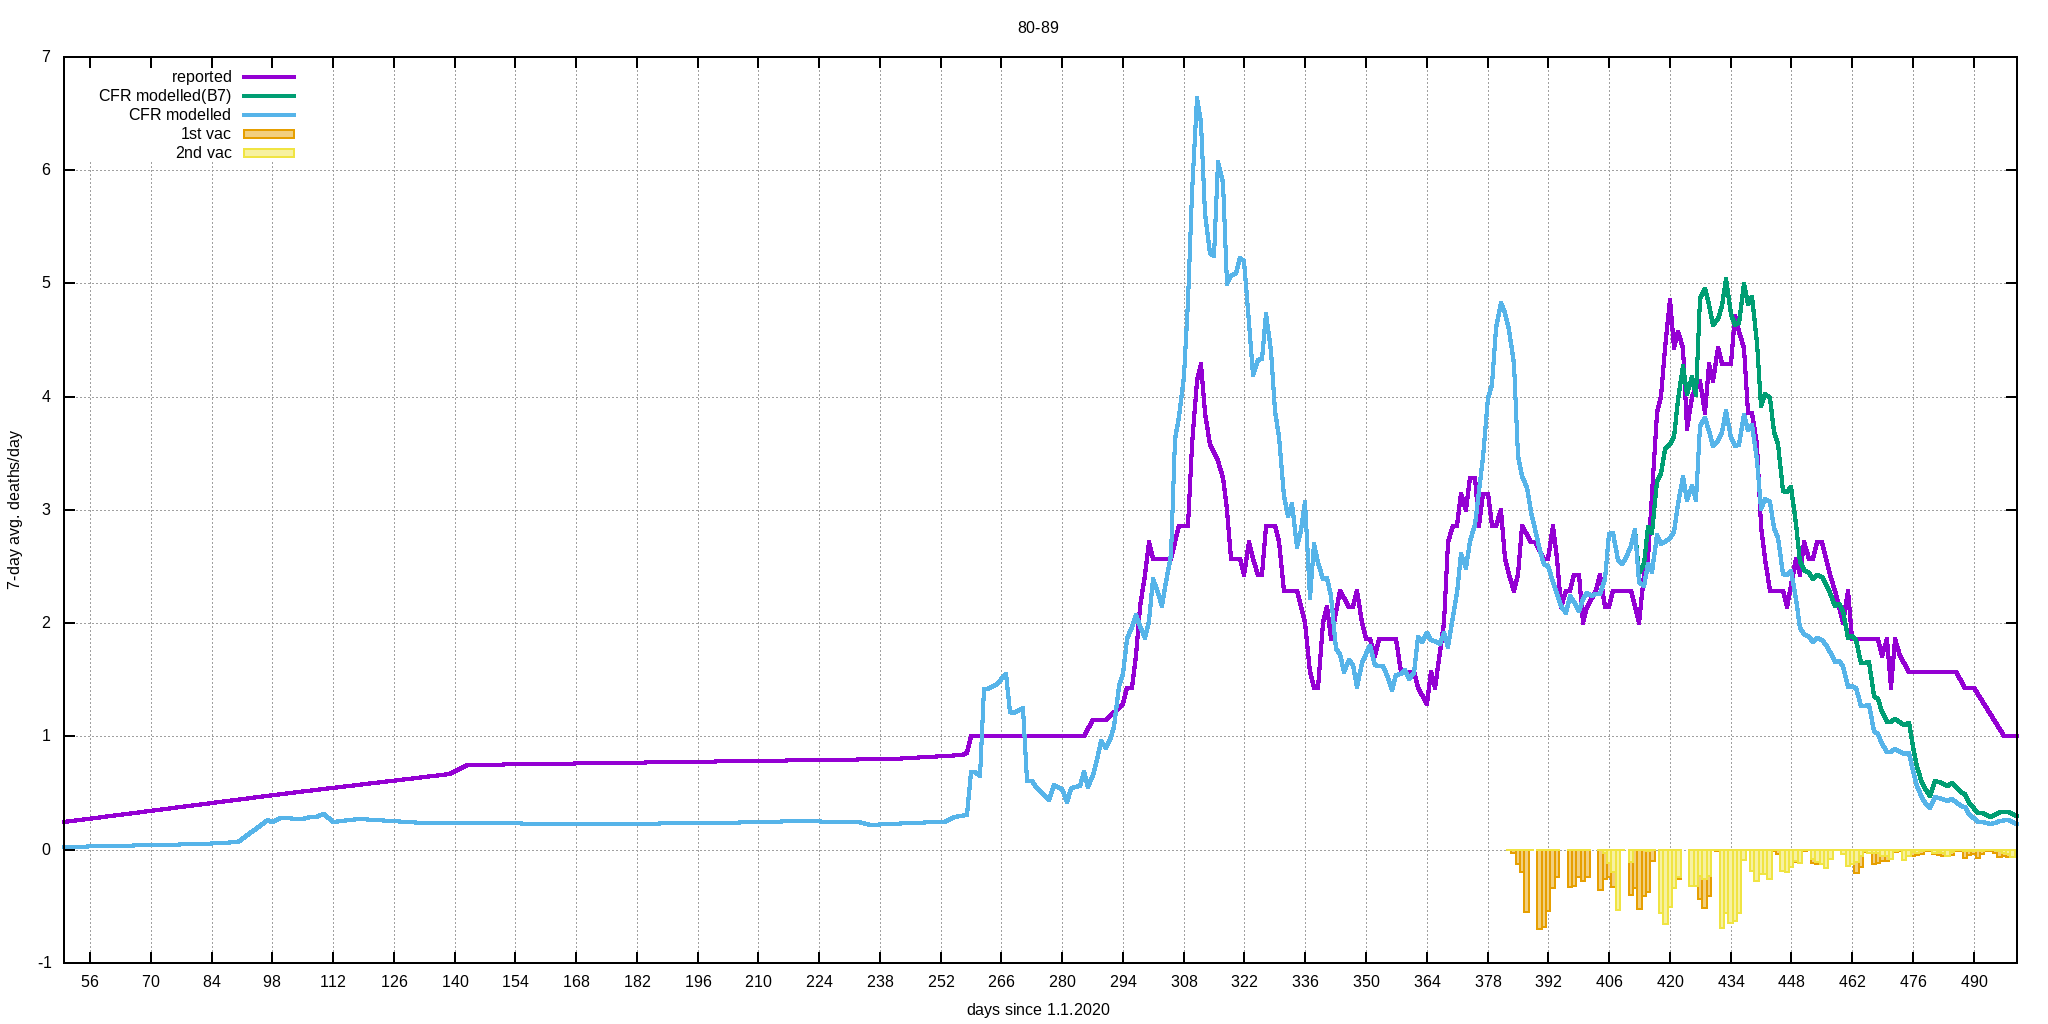 80-89
reported
CFR modelled(B7)
CFR modelled
1st vac
2nd vac
7
6
5
4
3
2
1
0
-1
7-day avg. deaths/day
56 70 84 98 112 126 140 154 168 182 196 210 224 238 252 266 280 294 308 322 336 350 364 378 392 406 420 434 448 462 476 490
days since 1.1.2020